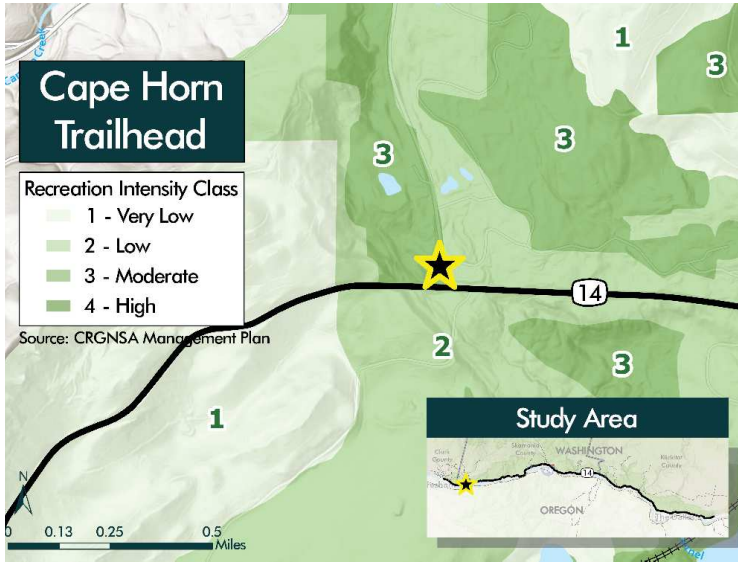 Cape Horn
Trailhead
Recreation Intensity Class
1 - Very Low
2 - Low
3 - Moderate
4 - High
Source: CRGNSA Management Plan
1
3
3
3
14
2
3
1
N
0 0.13 0.25 0.5
Miles
Study Area
WASHINGTON
14
OREGON